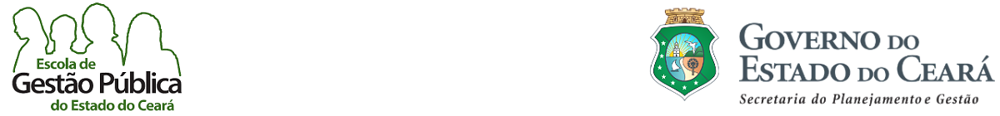 Escola de
Gestão Pública
do Estado do Ceará
Governo do
Estado do Ceará
Secretaria do Planejamento e Gestão